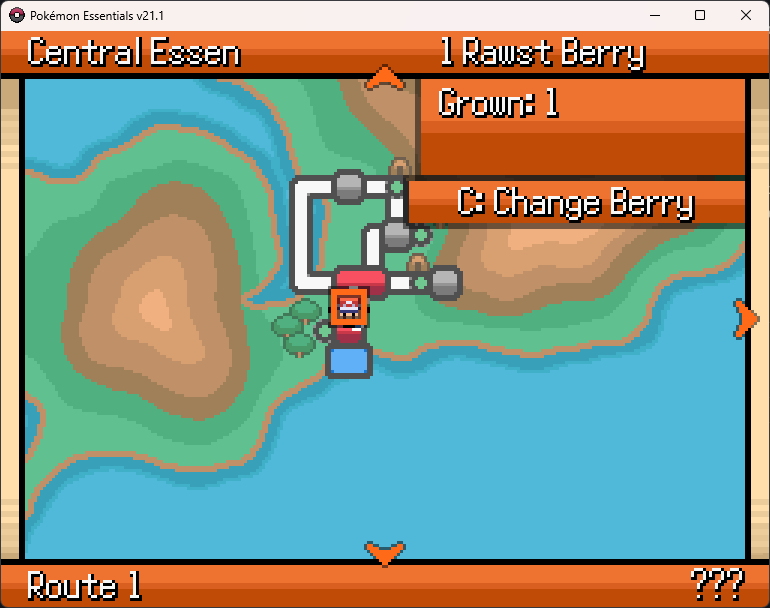 Pokémon Essentials v21.1
Central Essen
1 Rawst Berry
Grown: 1
C: Change Berry
Route 1
???